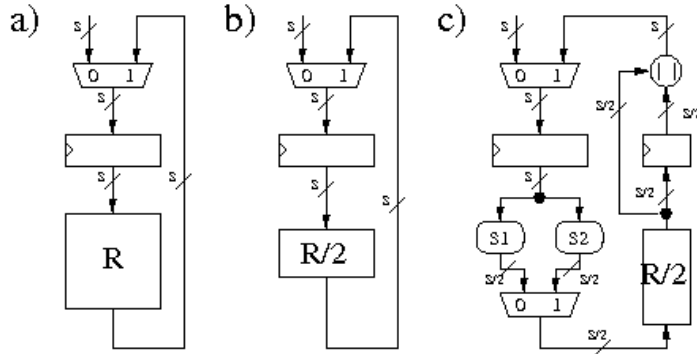 a) b) c)
S S S S
0 1 0 1 0 1 ||
S S S S/2 S/2
S S S
S S S S/2
R R/2 S1 S2 R/2
S/2 S/2
0 1
S/2